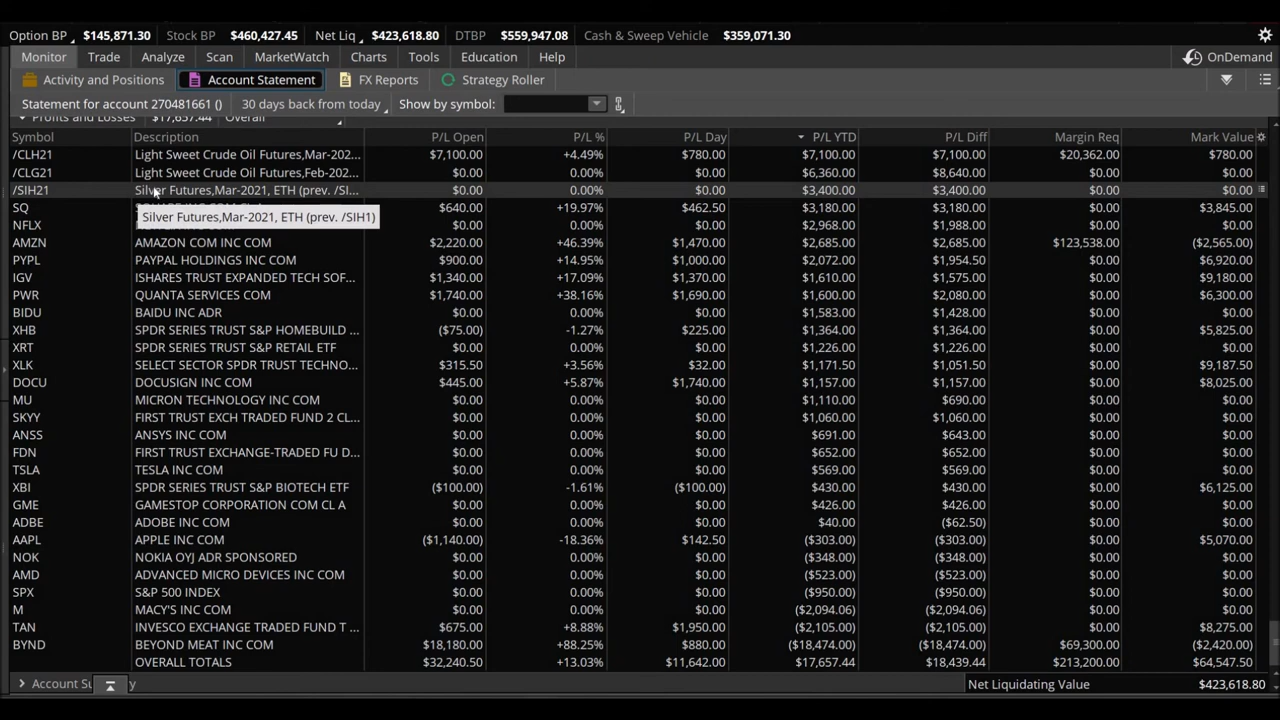 Option BP $145,871.30 Stock BP $460,427.45 Net Liq $423,618.80 DTBP $559,947.08 Cash & Sweep Vehicle $359,071.30
Monitor Trade Analyze Scan MarketWatch Charts Tools Education Help OnDemand
Activity and Positions Account Statement FX Reports Strategy Roller
Statement for account 270481661 () 30 days back from today Show by symbol:
Profits and Losses $17,657.44 Overall
Symbol Description P/L Open P/L % P/L Day P/L YTD P/L Diff Margin Req Mark Value
/CLH21 Light Sweet Crude Oil Futures,Mar-202... $7,100.00 +4.49% $780.00 $7,100.00 $7,100.00 $20,362.00 $780.00
/CLG21 Light Sweet Crude Oil Futures,Feb-202... $0.00 0.00% $0.00 $6,360.00 $8,640.00 $0.00 $0.00
/SIH21 Silver Futures,Mar-2021, ETH (prev. /SI... $0.00 0.00% $0.00 $3,400.00 $3,400.00 $0.00 $0.00
SQ $640.00 +19.97% $462.50 $3,180.00 $3,180.00 $0.00 $3,845.00
Silver Futures,Mar-2021, ETH (prev. /SIH1)
NFLX $0.00 0.00% $0.00 $2,968.00 $1,988.00 $0.00 $0.00
AMZN AMAZON COM INC COM $2,220.00 +46.39% $1,470.00 $2,685.00 $2,685.00 $123,538.00 ($2,565.00)
PYPL PAYPAL HOLDINGS INC COM $900.00 +14.95% $1,000.00 $2,072.00 $1,954.50 $0.00 $6,920.00
IGV ISHARES TRUST EXPANDED TECH SOF... $1,340.00 +17.09% $1,370.00 $1,610.00 $1,575.00 $0.00 $9,180.00
PWR QUANTA SERVICES COM $1,740.00 +38.16% $1,690.00 $1,600.00 $2,080.00 $0.00 $6,300.00
BIDU BAIDU INC ADR $0.00 0.00% $0.00 $1,583.00 $1,428.00 $0.00 $0.00
XHB SPDR SERIES TRUST S&P HOMEBUILD ... ($75.00) -1.27% $225.00 $1,364.00 $1,364.00 $0.00 $5,825.00
XRT SPDR SERIES TRUST S&P RETAIL ETF $0.00 0.00% $0.00 $1,226.00 $1,226.00 $0.00 $0.00
XLK SELECT SECTOR SPDR TRUST TECHNO... $315.50 +3.56% $32.00 $1,171.50 $1,051.50 $0.00 $9,187.50
DOCU DOCUSIGN INC COM $445.00 +5.87% $1,740.00 $1,157.00 $1,157.00 $0.00 $8,025.00
MU MICRON TECHNOLOGY INC COM $0.00 0.00% $0.00 $1,110.00 $690.00 $0.00 $0.00
SKYY FIRST TRUST EXCH TRADED FUND 2 CL... $0.00 0.00% $0.00 $1,060.00 $1,060.00 $0.00 $0.00
ANSS ANSYS INC COM $0.00 0.00% $0.00 $691.00 $643.00 $0.00 $0.00
FDN FIRST TRUST EXCHANGE-TRADED FU D... $0.00 0.00% $0.00 $652.00 $652.00 $0.00 $0.00
TSLA TESLA INC COM $0.00 0.00% $0.00 $569.00 $569.00 $0.00 $0.00
XBI SPDR SERIES TRUST S&P BIOTECH ETF ($100.00) -1.61% ($100.00) $430.00 $430.00 $0.00 $6,125.00
GME GAMESTOP CORPORATION COM CL A $0.00 0.00% $0.00 $426.00 $426.00 $0.00 $0.00
ADBE ADOBE INC COM $0.00 0.00% $0.00 $40.00 ($62.50) $0.00 $0.00
AAPL APPLE INC COM ($1,140.00) -18.36% $142.50 ($303.00) ($303.00) $0.00 $5,070.00
NOK NOKIA OYJ ADR SPONSORED $0.00 0.00% $0.00 ($348.00) ($348.00) $0.00 $0.00
AMD ADVANCED MICRO DEVICES INC COM $0.00 0.00% $0.00 ($523.00) ($523.00) $0.00 $0.00
SPX S&P 500 INDEX $0.00 0.00% $0.00 ($950.00) ($950.00) $0.00 $0.00
M MACY'S INC COM $0.00 0.00% $0.00 ($2,094.06) ($2,094.06) $0.00 $0.00
TAN INVESCO EXCHANGE TRADED FUND T ... $675.00 +8.88% $1,950.00 ($2,105.00) ($2,105.00) $0.00 $8,275.00
BYND BEYOND MEAT INC COM $18,180.00 +88.25% $880.00 ($18,474.00) ($18,474.00) $69,300.00 ($2,420.00)
OVERALL TOTALS $32,240.50 +13.03% $11,642.00 $17,657.44 $18,439.44 $213,200.00 $64,547.50
Account Su y Net Liquidating Value $423,618.80